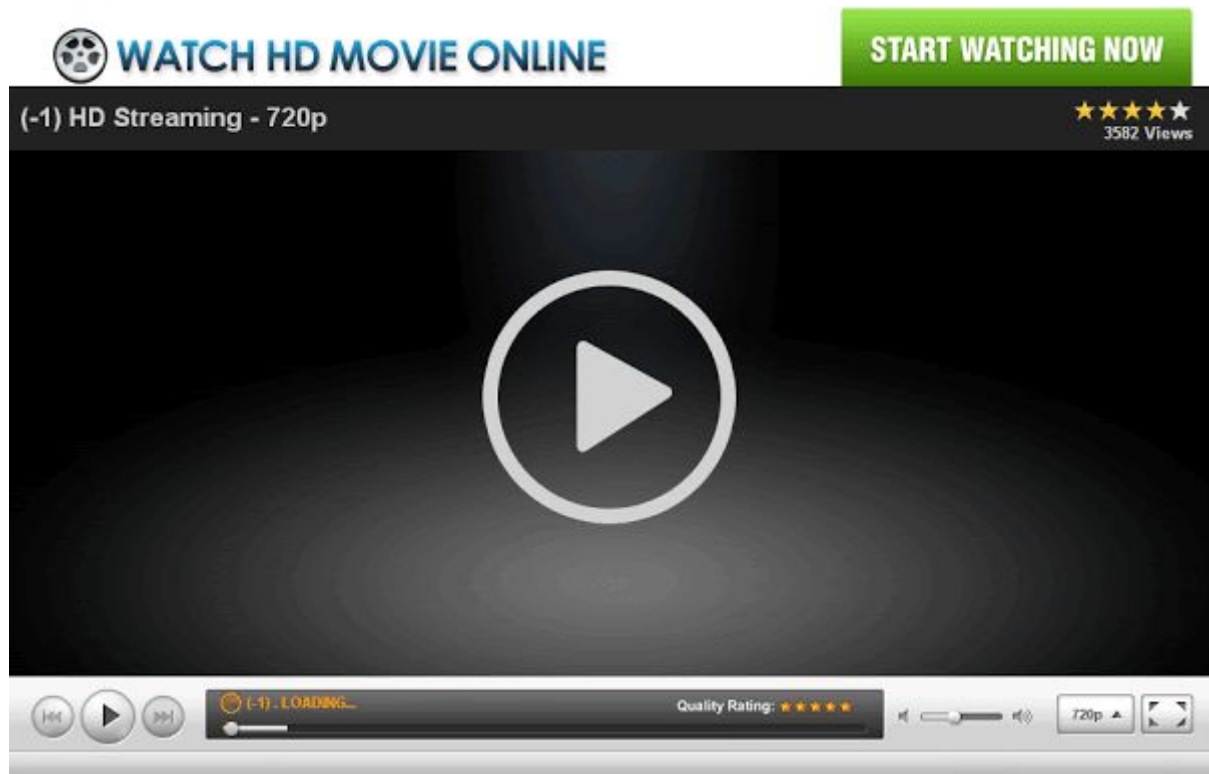 WATCH HD MOVIE ONLINE
START WATCHING NOW
(-1) HD Streaming - 720p
3582 Views
(-1) . LOADING...
Quality Rating:
720p